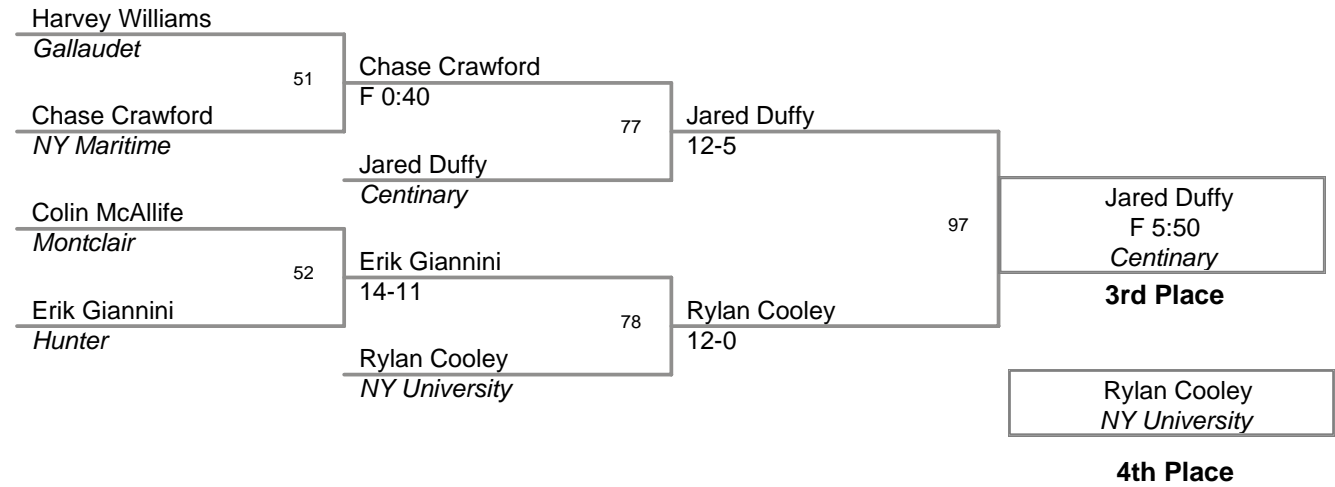 Harvey Williams
Gallaudet
51
Chase Crawford
F 0:40
Chase Crawford
NY Maritime
77
Jared Duffy
12-5
Jared Duffy
Centinary
Colin McAllife
Montclair
97
Jared Duffy
F 5:50
Centinary
3rd Place
52
Erik Giannini
14-11
Erik Giannini
Hunter
78
Rylan Cooley
12-0
Rylan Cooley
NY University
Rylan Cooley
NY University
4th Place